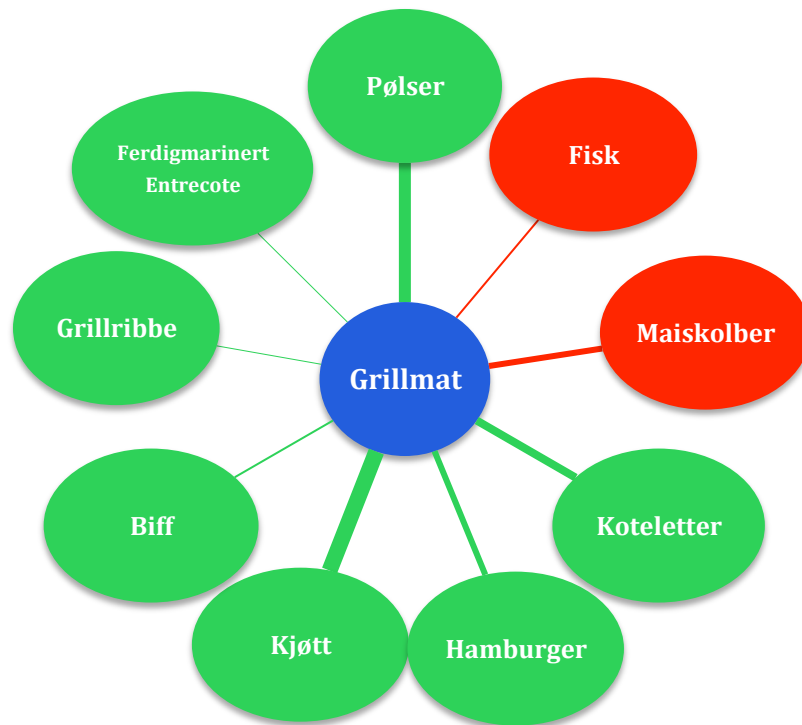 Pølser
Fisk
Ferdigmarinert
Entrecote
Grillribbe
Maiskolber
Grillmat
Biff
Koteletter
Kjøtt
Hamburger